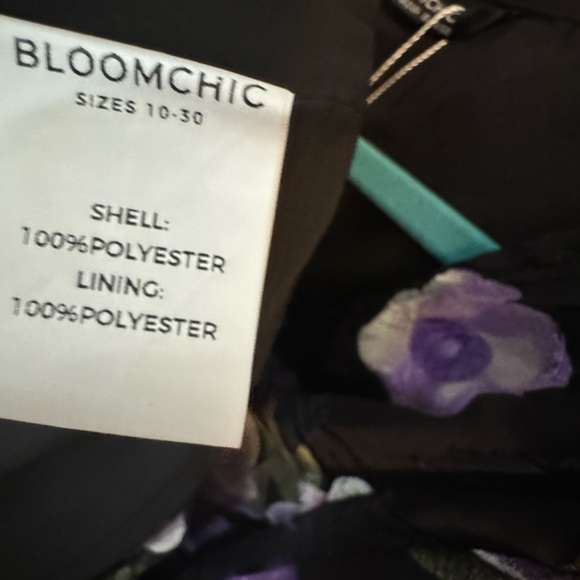 BLOOMCHIC
SIZES 10-30
SHELL:
100%POLYESTER
LINING:
100%POLYESTER